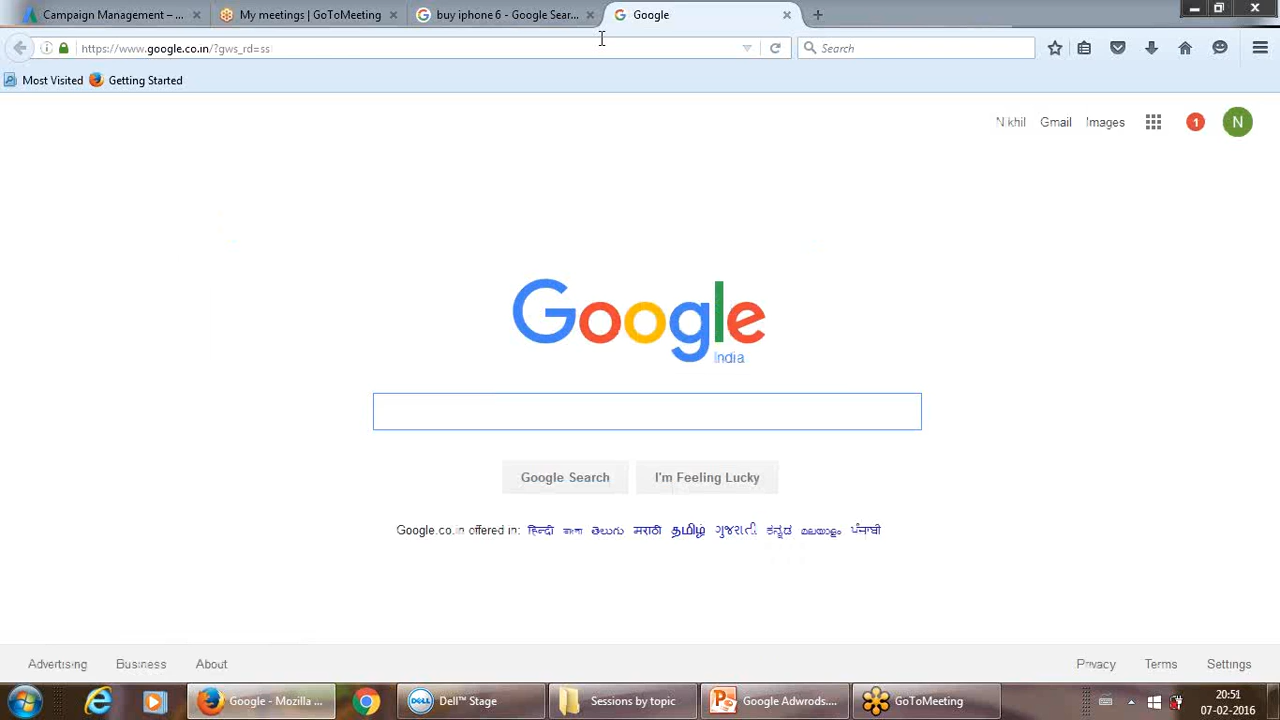 Campaign Management – ...
My meetings | GoToMeeting
buy iphone 6 - Google Sear...
Google
https://www.google.co.in/?gws_rd=ss
Search
Most Visited
Getting Started
Nikhil
Gmail
Images
1
N
Google
India
Google Search
I'm Feeling Lucky
Google.co.in offered in: हिन्दी বাংলা తెలుగు मराठी தமிழ் ગુજરાતી ಕನ್ನಡ മലയാളം ਪੰਜਾਬੀ
Advertising
Business
About
Privacy
Terms
Settings
Google - Mozilla ...
DELL
Dell™ Stage
Sessions by topic
Google Adwrods....
GoToMeeting
20:51
07-02-2016